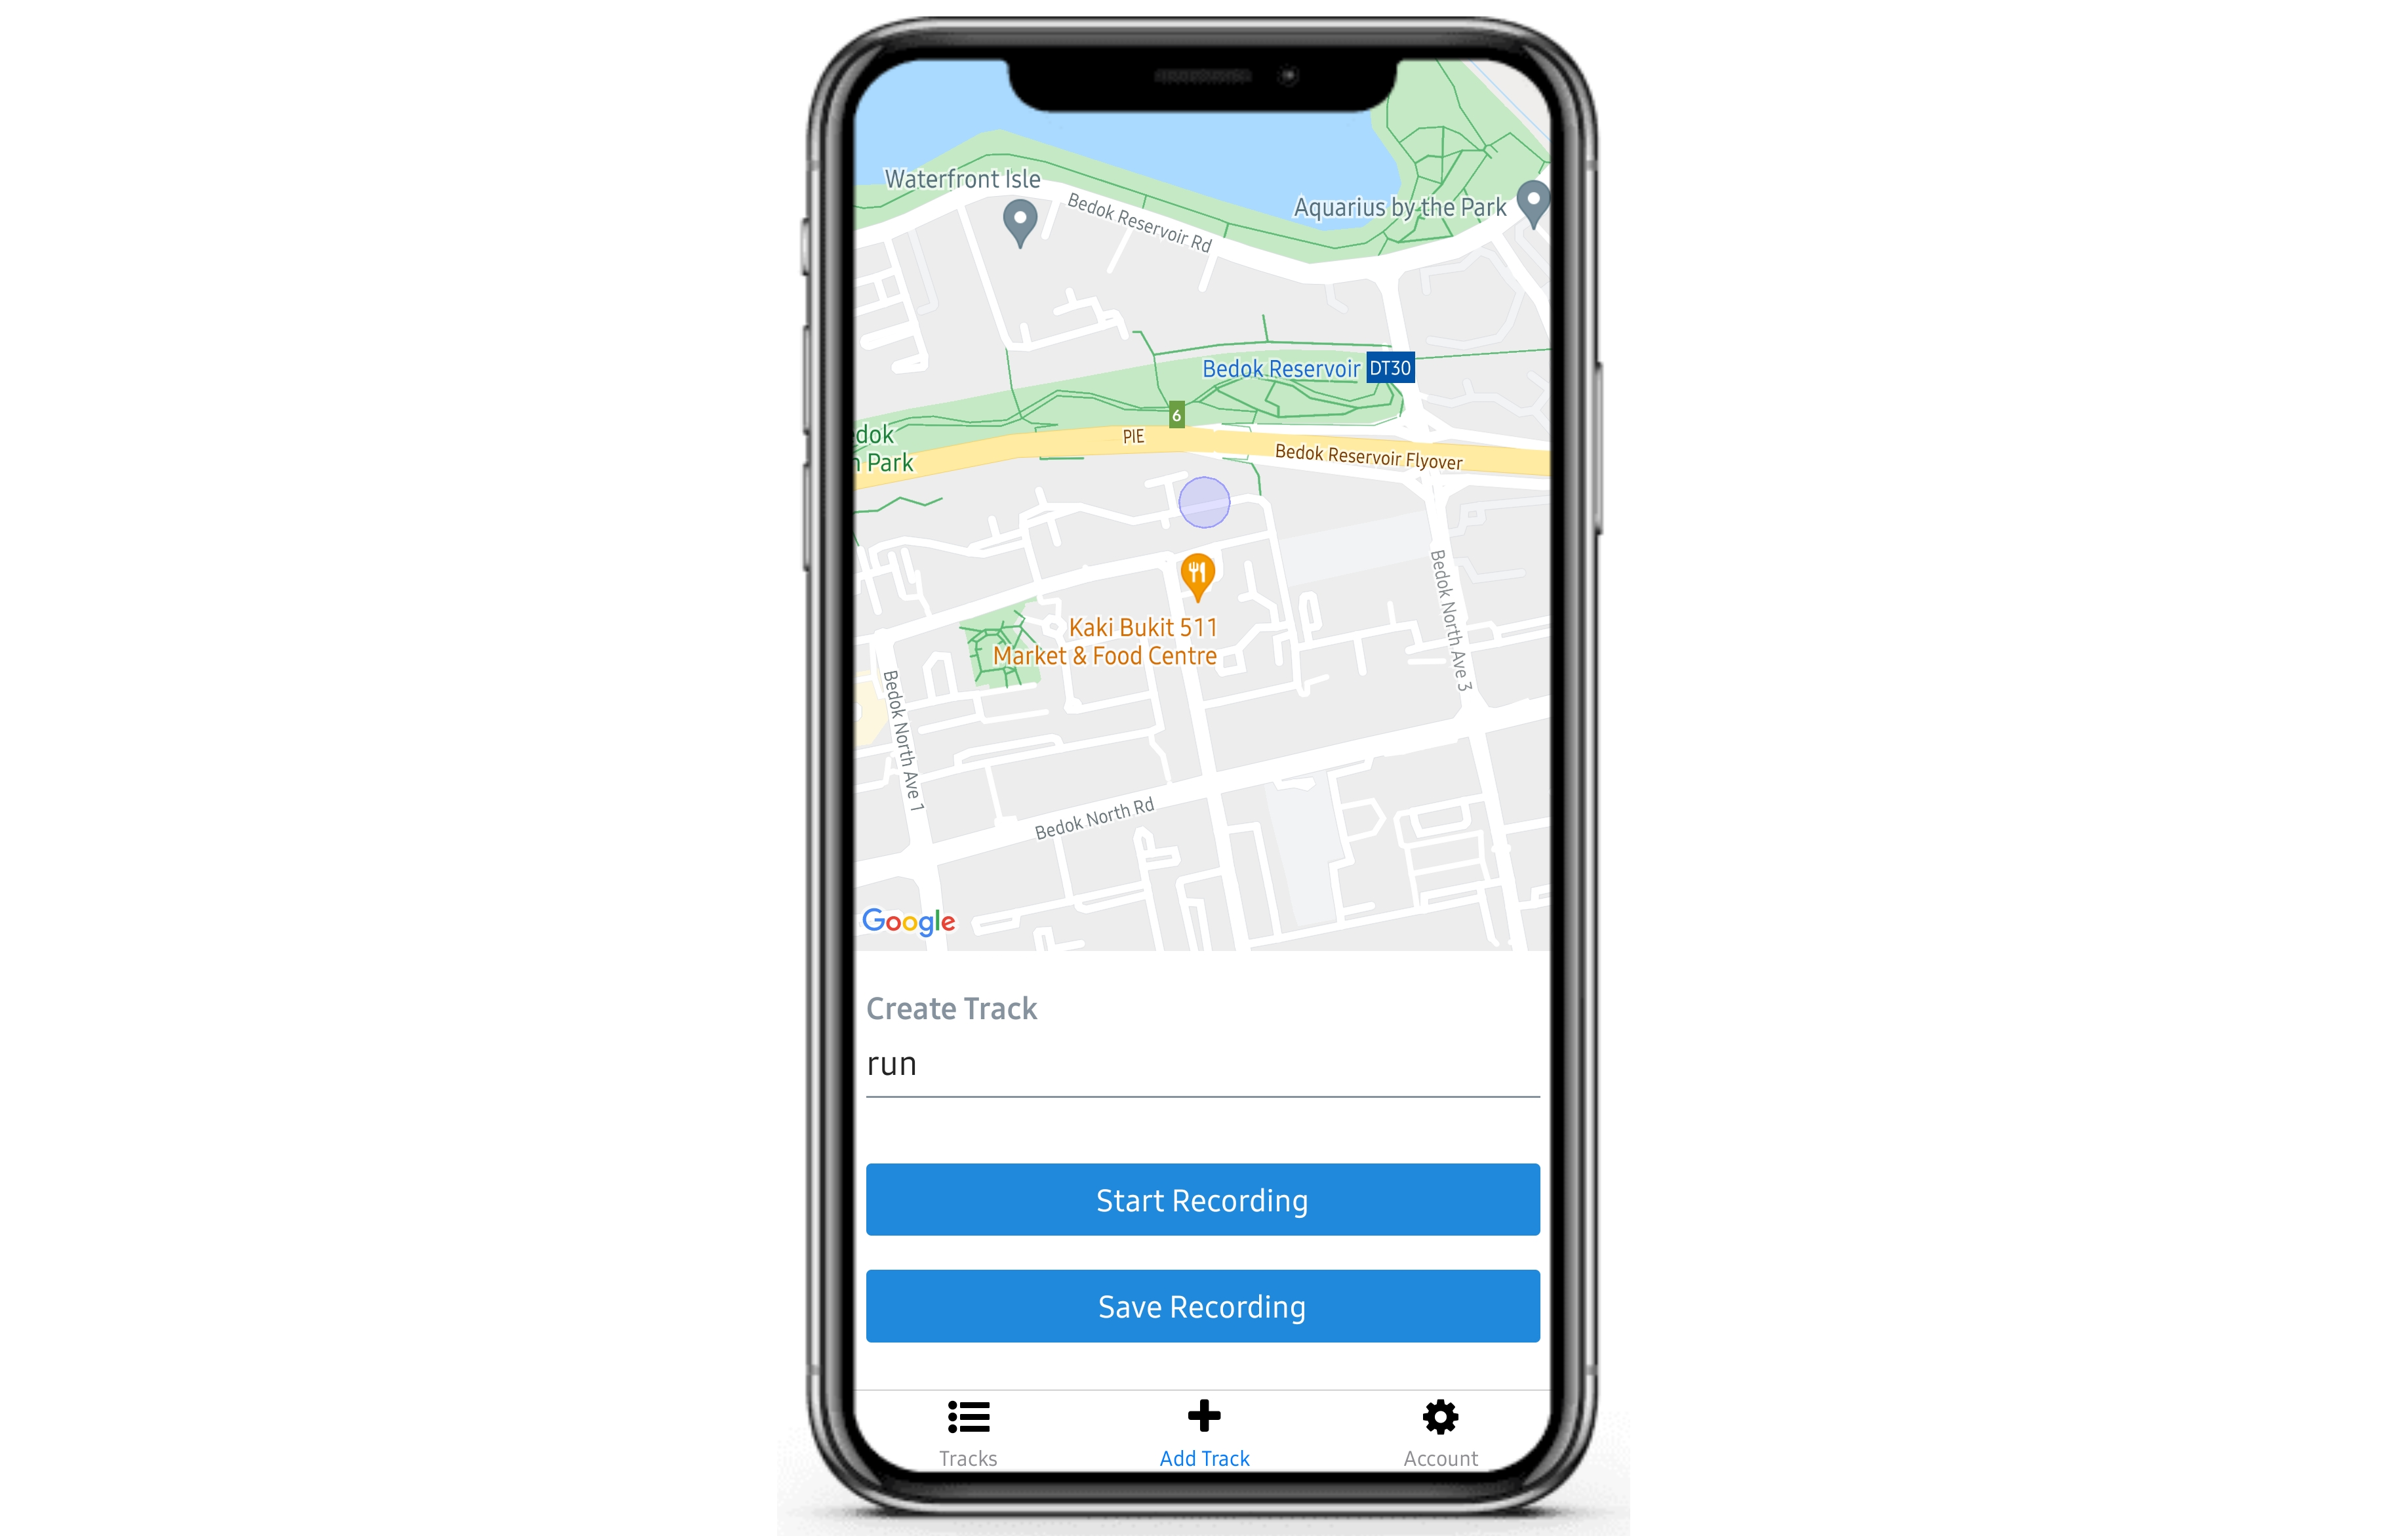 Waterfront Isle
Bedok Reservoir Rd
Aquarius by the Park
Bedok Reservoir DT30
6
PIE
Bedok Reservoir Flyover
dok
Park
Kaki Bukit 511
Market & Food Centre
Bedok North Ave 3
Bedok North Ave 1
Bedok North Rd
Google
Create Track
run
Start Recording
Save Recording
Tracks
Add Track
Account